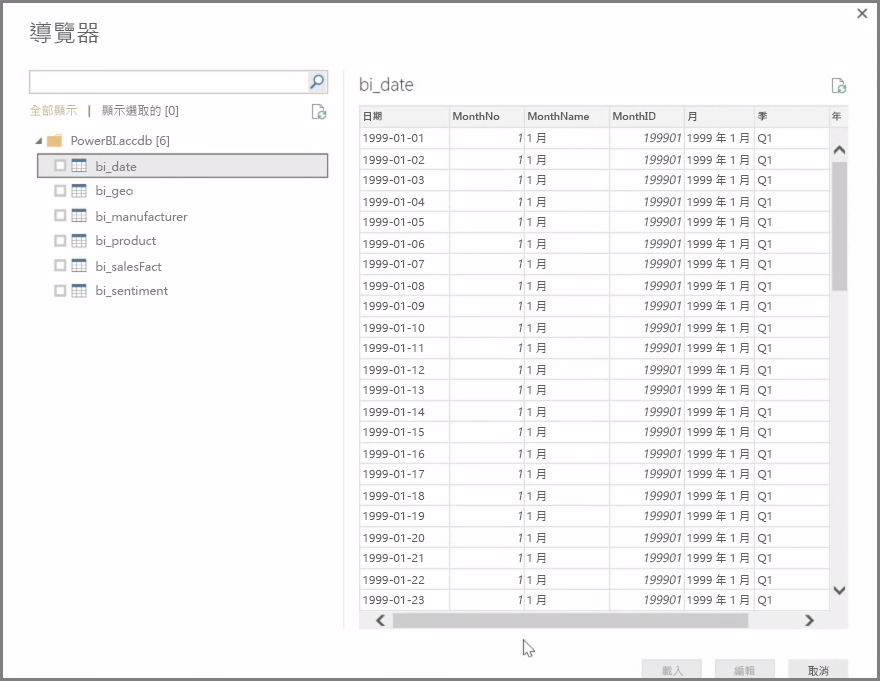 導覽器
全部顯示 | 顯示選取的 [0]
PowerBI.accdb [6]
bi_date
bi_geo
bi_manufacturer
bi_product
bi_salesFact
bi_sentiment
bi_date
日期 MonthNo MonthName MonthID 月 季 年
1999-01-01 1 1 月 199901 1999 年 1 月 Q1
1999-01-02 1 1 月 199901 1999 年 1 月 Q1
1999-01-03 1 1 月 199901 1999 年 1 月 Q1
1999-01-04 1 1 月 199901 1999 年 1 月 Q1
1999-01-05 1 1 月 199901 1999 年 1 月 Q1
1999-01-06 1 1 月 199901 1999 年 1 月 Q1
1999-01-07 1 1 月 199901 1999 年 1 月 Q1
1999-01-08 1 1 月 199901 1999 年 1 月 Q1
1999-01-09 1 1 月 199901 1999 年 1 月 Q1
1999-01-10 1 1 月 199901 1999 年 1 月 Q1
1999-01-11 1 1 月 199901 1999 年 1 月 Q1
1999-01-12 1 1 月 199901 1999 年 1 月 Q1
1999-01-13 1 1 月 199901 1999 年 1 月 Q1
1999-01-14 1 1 月 199901 1999 年 1 月 Q1
1999-01-15 1 1 月 199901 1999 年 1 月 Q1
1999-01-16 1 1 月 199901 1999 年 1 月 Q1
1999-01-17 1 1 月 199901 1999 年 1 月 Q1
1999-01-18 1 1 月 199901 1999 年 1 月 Q1
1999-01-19 1 1 月 199901 1999 年 1 月 Q1
1999-01-20 1 1 月 199901 1999 年 1 月 Q1
1999-01-21 1 1 月 199901 1999 年 1 月 Q1
1999-01-22 1 1 月 199901 1999 年 1 月 Q1
1999-01-23 1 1 月 199901 1999 年 1 月 Q1
載入 編輯 取消